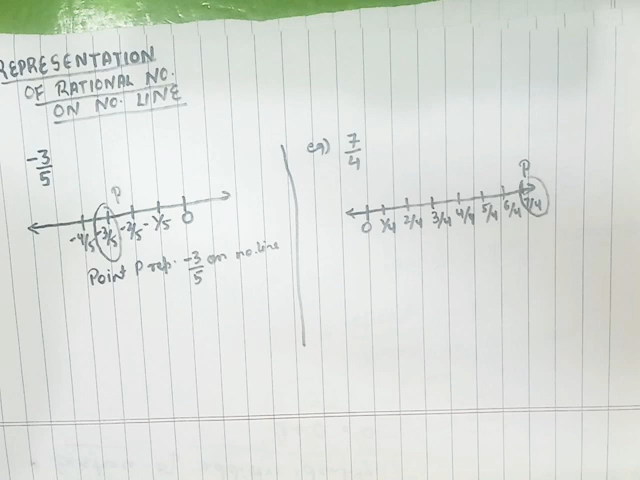 REPRESENTATION
OF RATIONAL NO.
ON NO. LINE
-3/5
P
-4/5 -3/5 -2/5 -1/5 0
Point P rep. -3/5 on no. line
eg) 7/4
P
0 1/4 2/4 3/4 4/4 5/4 6/4 7/4